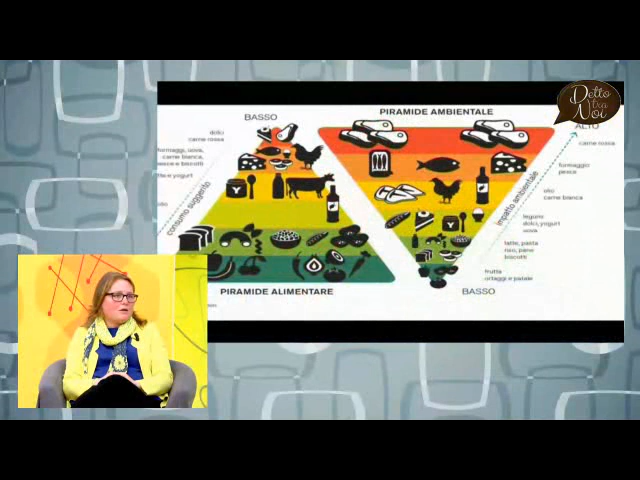 Detto
tra
Noi
PIRAMIDE AMBIENTALE
BASSO
ALTO
dolci
carne rossa
carne rossa
formaggi, uova,
carne bianca,
pesce e biscotti
formaggio
pesce
latte e yogurt
olio
carne bianca
olio
consumo suggerito
impatto ambientale
legumi
dolci, yogurt
uova
latte, pasta
riso, pane
biscotti
frutta
ortaggi e patate
PIRAMIDE ALIMENTARE
BASSO